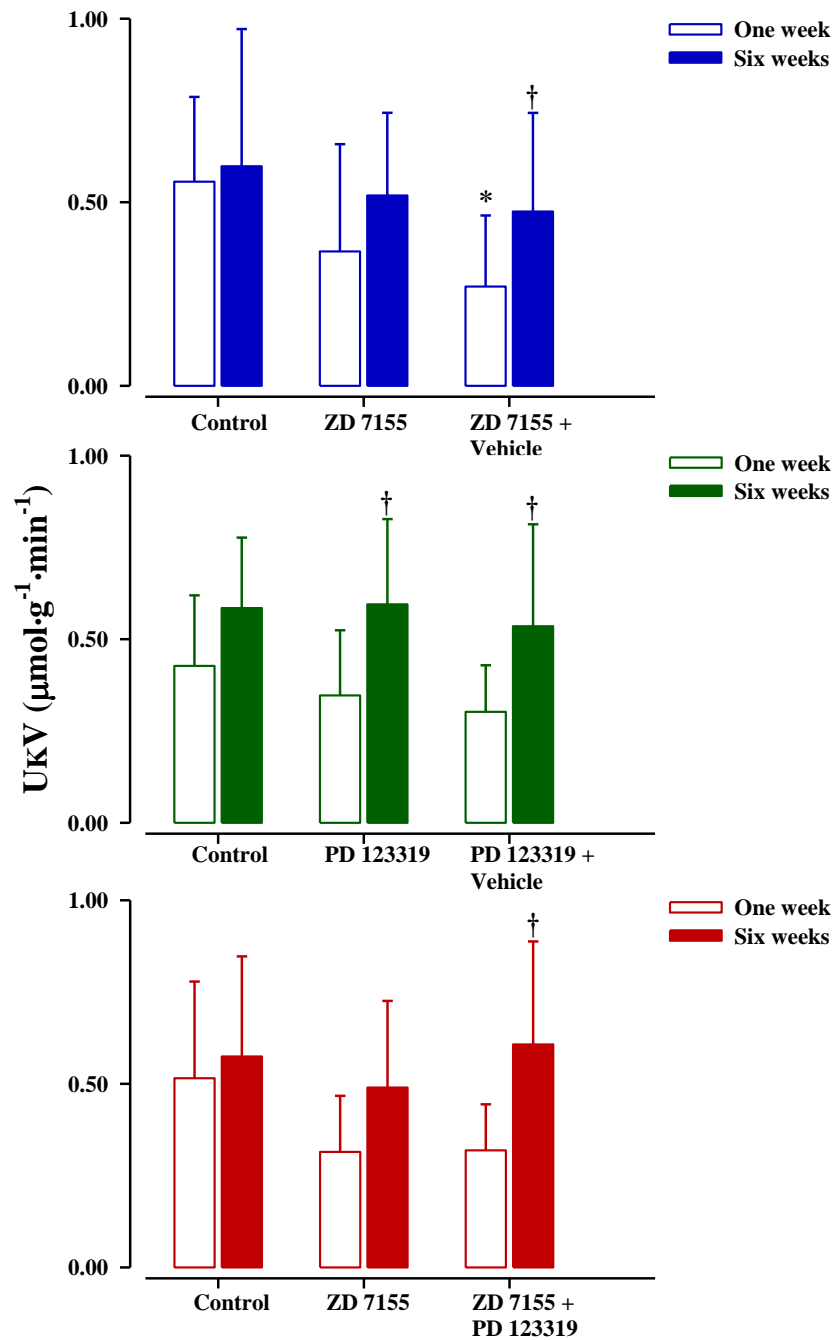 1.00
One week
Six weeks
†
0.50
*
0.00
Control
ZD 7155
ZD 7155 +
Vehicle
1.00
One week
Six weeks
†
†
0.50
0.00
Control
PD 123319
PD 123319 +
Vehicle
UKV (μmol·g⁻¹·min⁻¹)
1.00
One week
Six weeks
†
0.50
0.00
Control
ZD 7155
ZD 7155 +
PD 123319